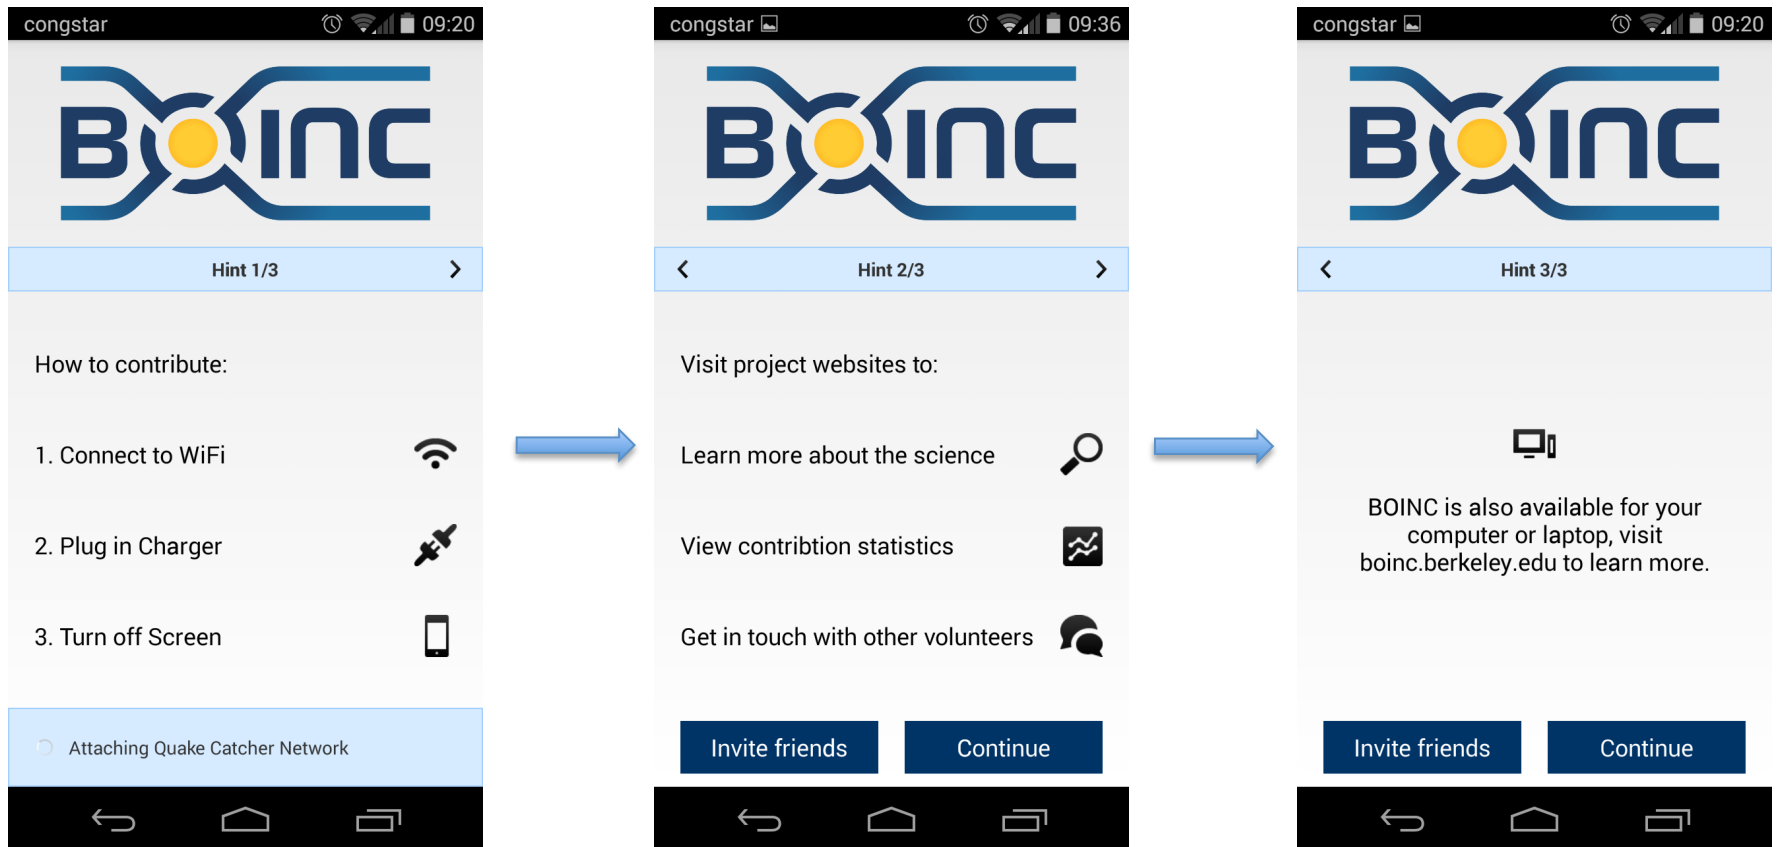 congstar 09:20
BOINC
Hint 1/3
How to contribute:
1. Connect to WiFi
2. Plug in Charger
3. Turn off Screen
Attaching Quake Catcher Network
congstar 09:36
BOINC
Hint 2/3
Visit project websites to:
Learn more about the science
View contribtion statistics
Get in touch with other volunteers
Invite friends Continue
congstar 09:20
BOINC
Hint 3/3
BOINC is also available for your
computer or laptop, visit
boinc.berkeley.edu to learn more.
Invite friends Continue